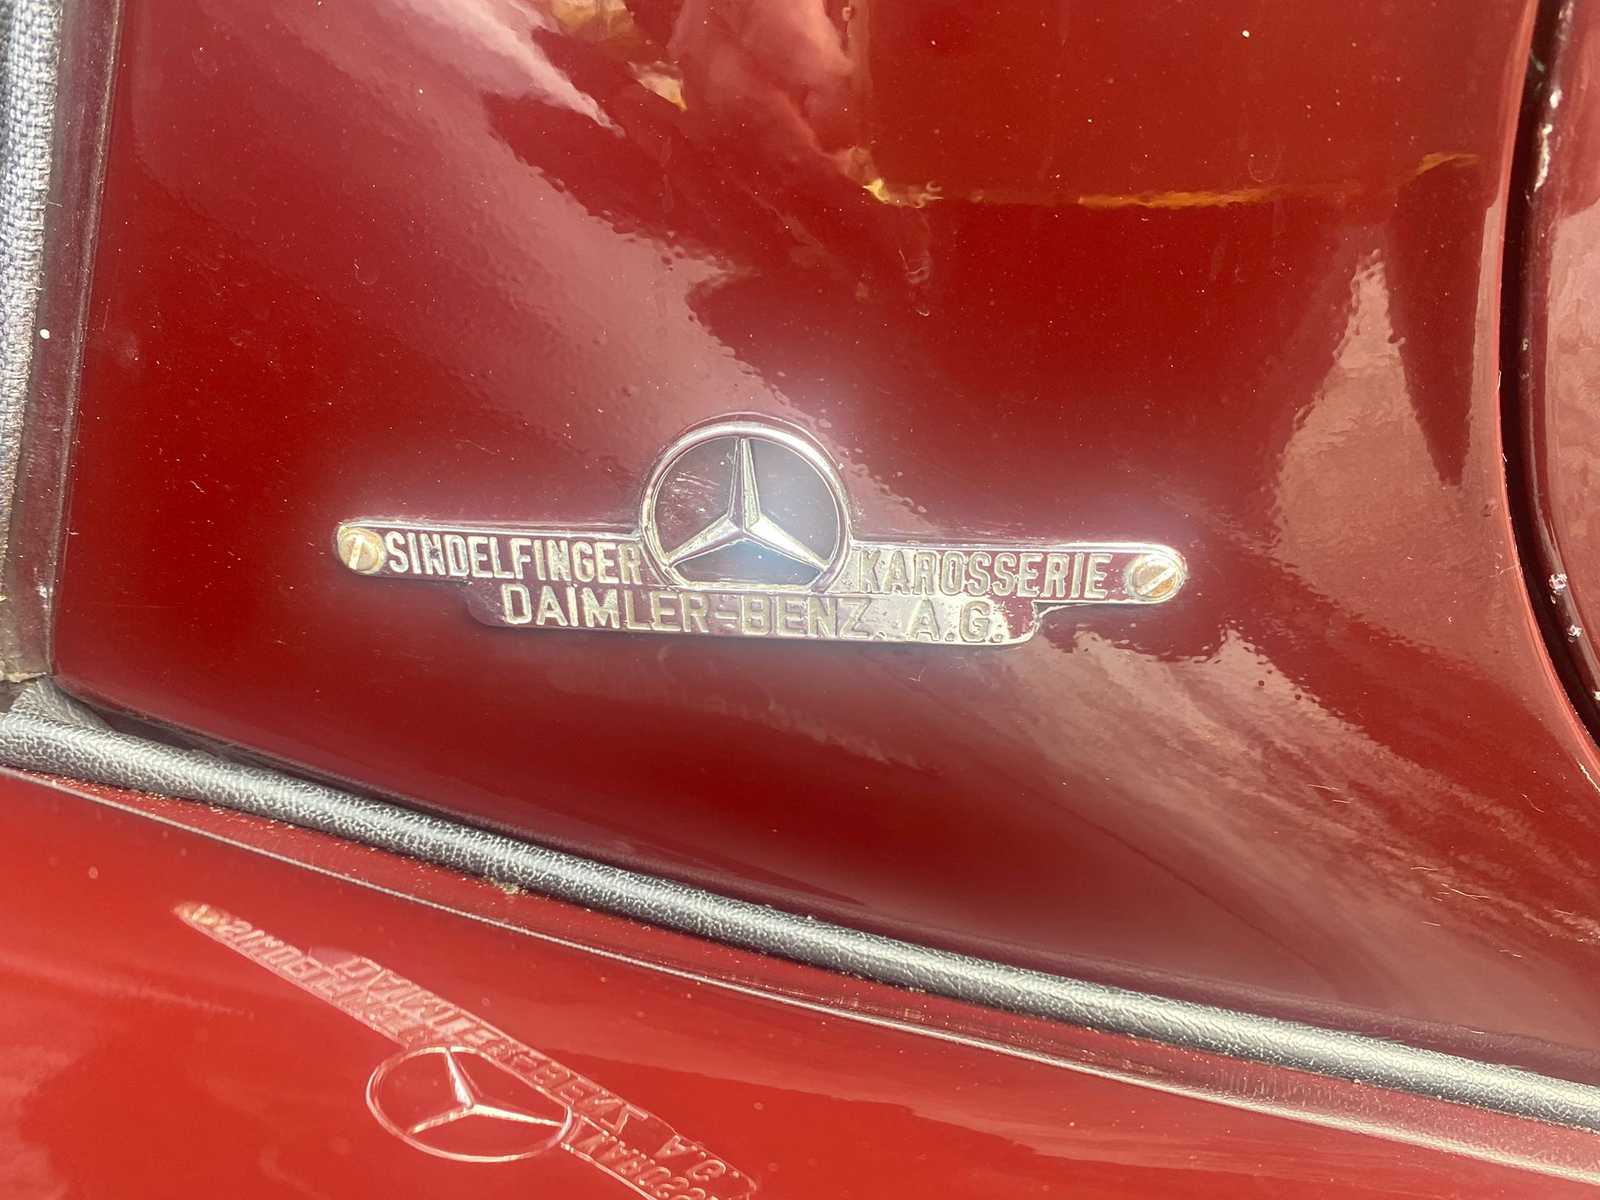 SINDELFINGER KAROSSERIE
DAIMLER-BENZ. A.G.